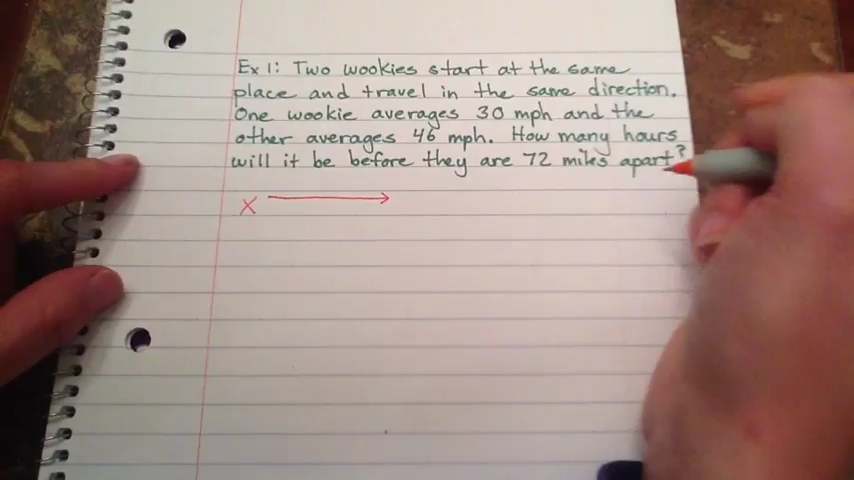 Ex 1: Two wookies start at the same
place and travel in the same direction.
One wookie averages 30 mph and the
other averages 46 mph. How many hours
will it be before they are 72 miles apart?
X